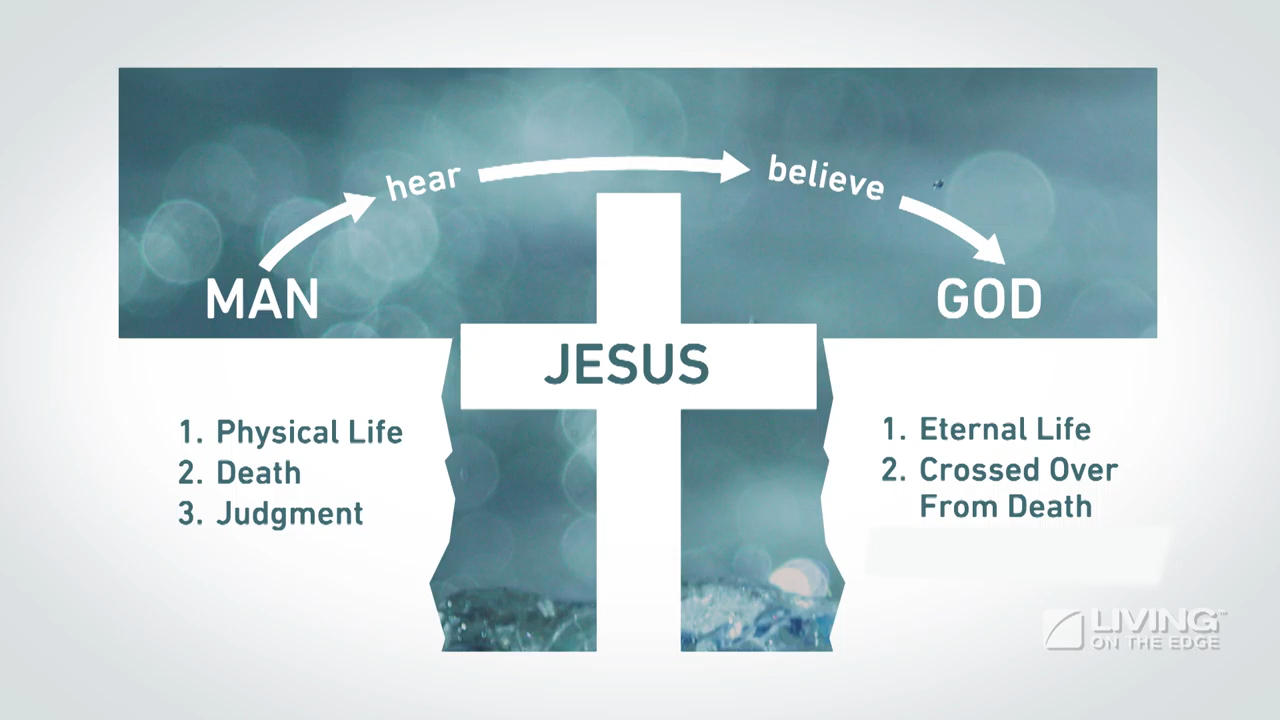 hear
believe
MAN
GOD
JESUS
1. Physical Life
2. Death
3. Judgment
1. Eternal Life
2. Crossed Over
From Death
LIVING™
ON THE EDGE